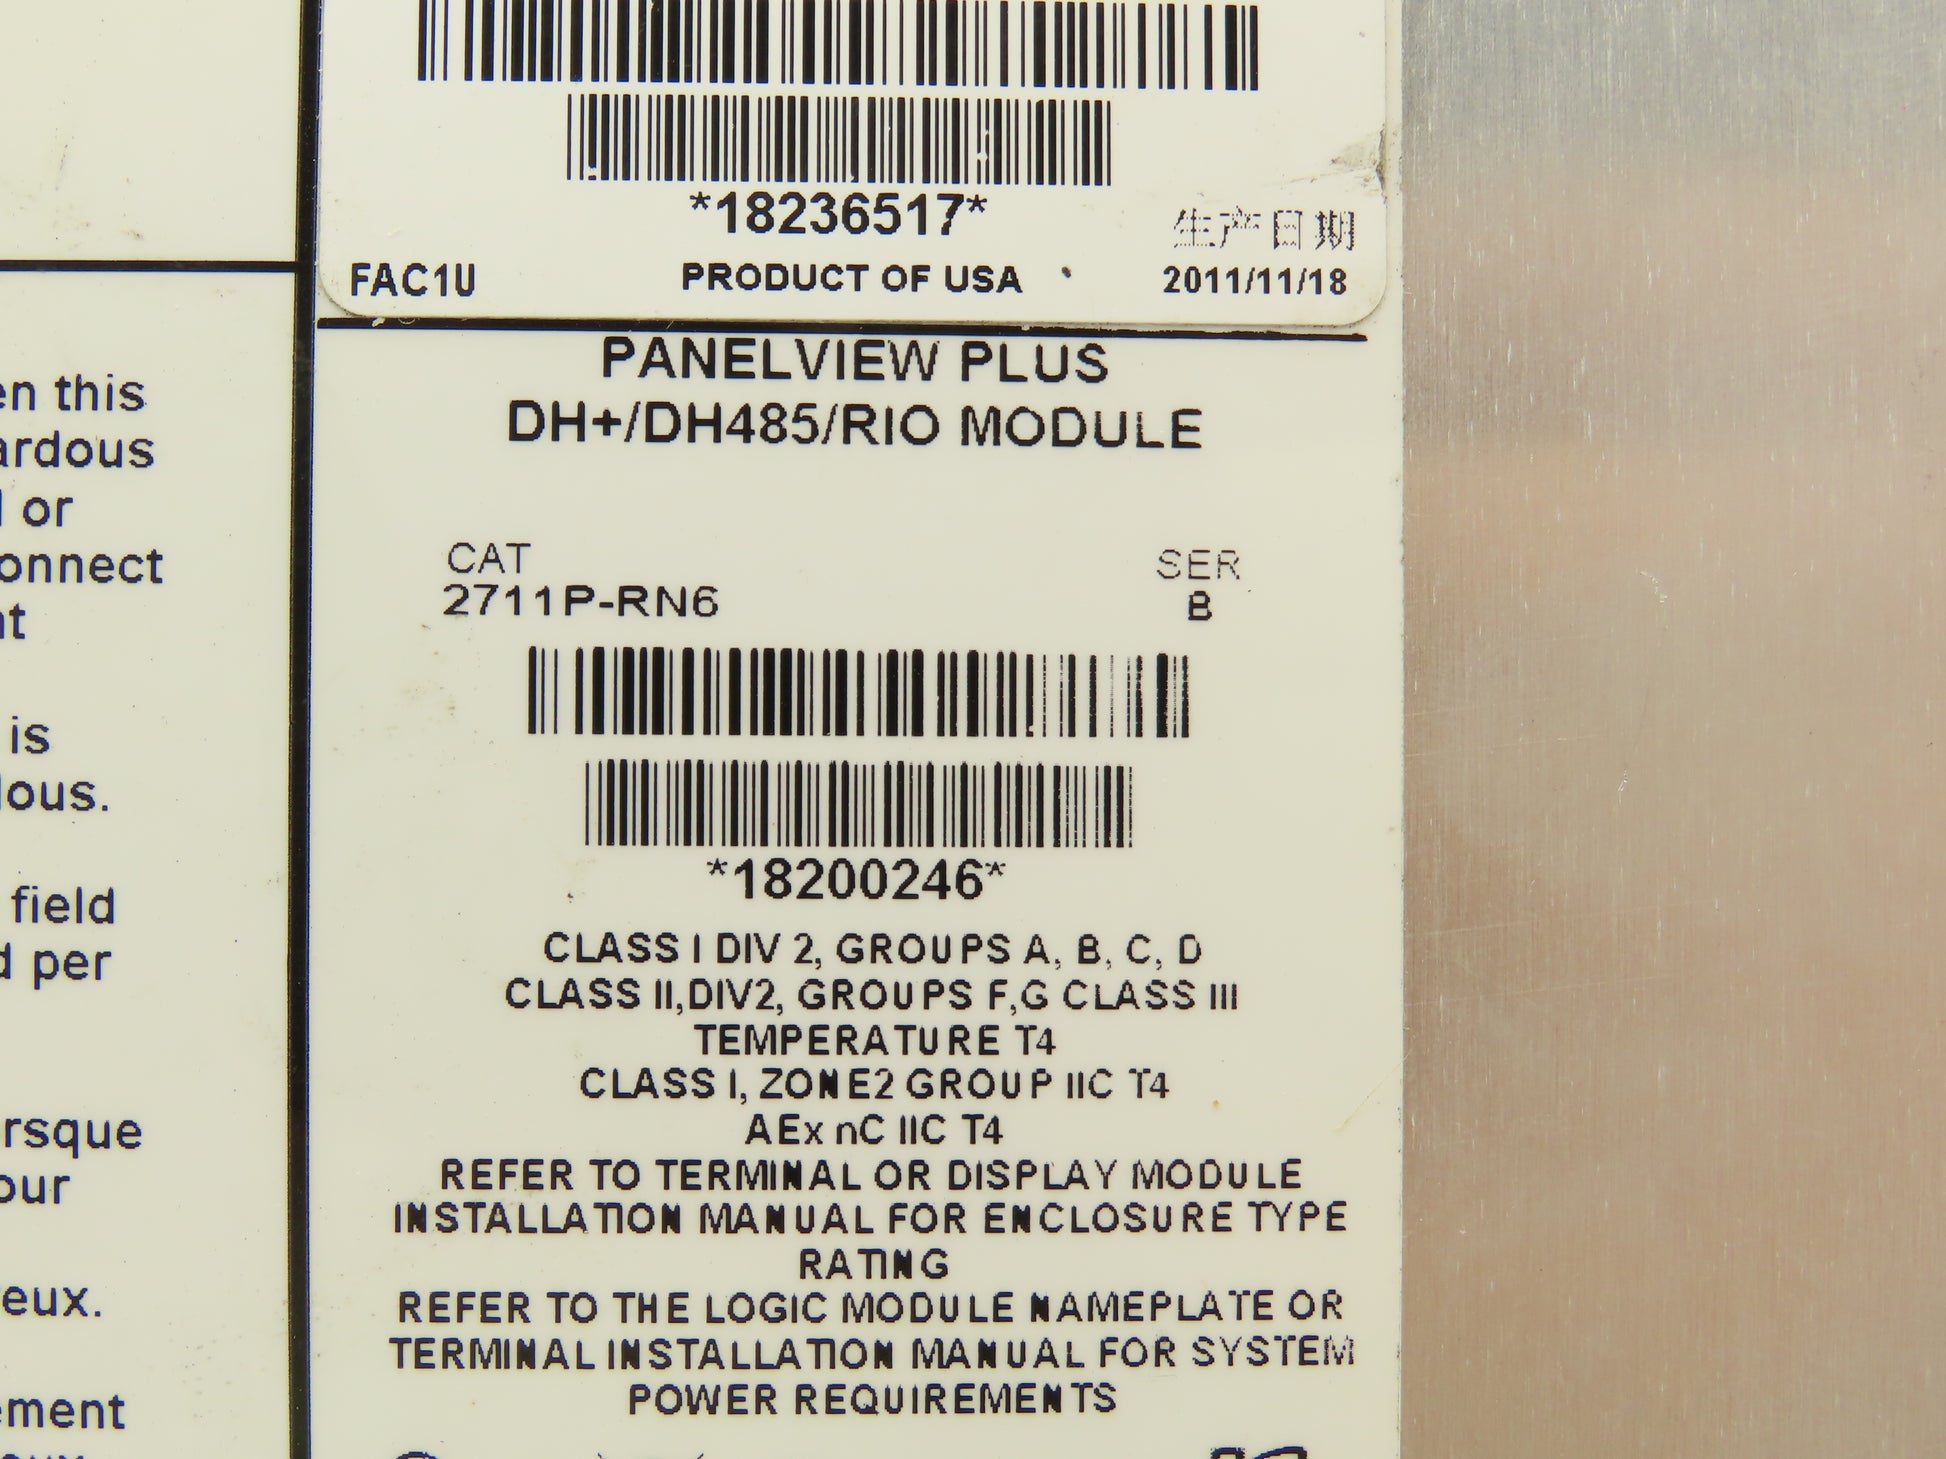 *18236517*
生产日期
FAC1U PRODUCT OF USA 2011/11/18
PANELVIEW PLUS
DH+/DH485/RIO MODULE
CAT SER
2711P-RN6 B
*18200246*
CLASS I DIV 2, GROUPS A, B, C, D
CLASS II,DIV2, GROUPS F,G CLASS III
TEMPERATURE T4
CLASS I, ZONE2 GROUP IIC T4
AEx nC IIC T4
REFER TO TERMINAL OR DISPLAY MODULE
INSTALLATION MANUAL FOR ENCLOSURE TYPE
RATING
REFER TO THE LOGIC MODULE NAMEPLATE OR
TERMINAL INSTALLATION MANUAL FOR SYSTEM
POWER REQUIREMENTS
en this
ardous
or
onnect
nt
is
lous.
field
d per
rsque
our
eux.
ement